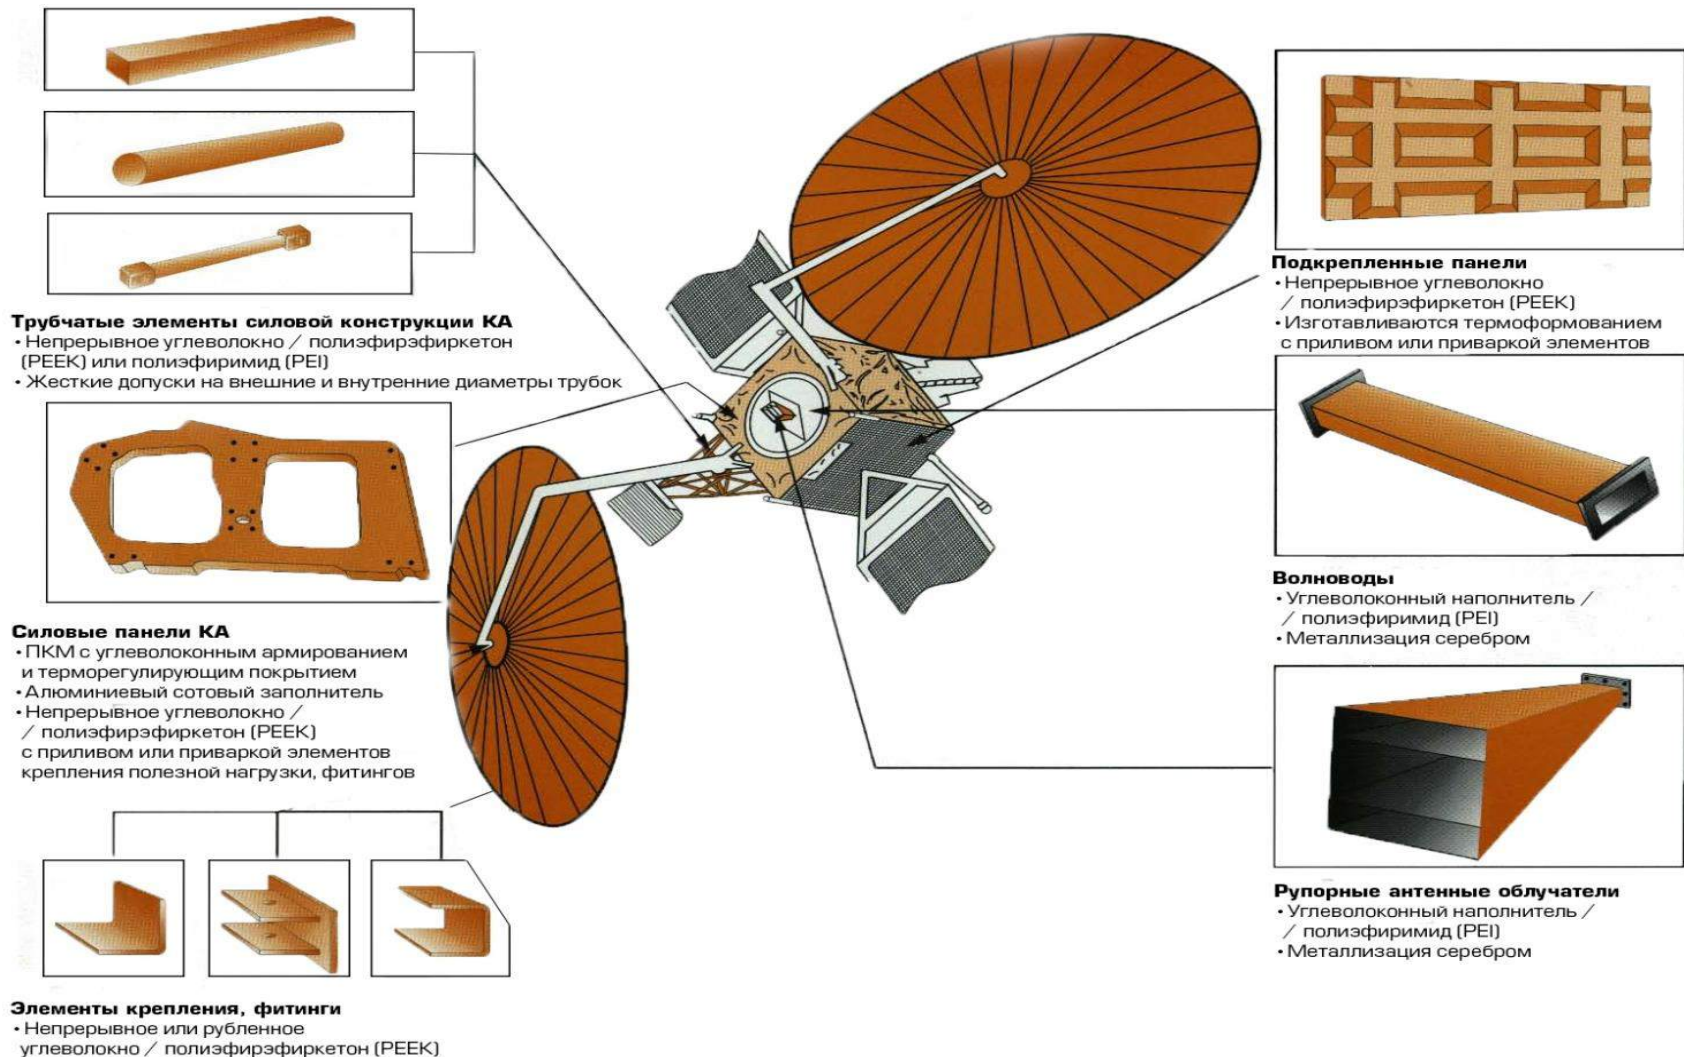 Трубчатые элементы силовой конструкции КА
• Непрерывное углеволокно / полиэфирэфиркетон
(PEEK) или полиэфиримид (PEI)
• Жесткие допуски на внешние и внутренние диаметры трубок
Силовые панели КА
• ПКМ с углеволоконным армированием
и терморегулирующим покрытием
• Алюминиевый сотовый заполнитель
• Непрерывное углеволокно /
/ полиэфирэфиркетон (PEEK)
с приливом или приваркой элементов
крепления полезной нагрузки, фитингов
Элементы крепления, фитинги
• Непрерывное или рубленное
углеволокно / полиэфирэфиркетон (PEEK)
Подкрепленные панели
• Непрерывное углеволокно
/ полиэфирэфиркетон (PEEK)
• Изготавливаются термоформованием
с приливом или приваркой элементов
Волноводы
• Углеволоконный наполнитель /
/ полиэфиримид (PEI)
• Металлизация серебром
Рупорные антенные облучатели
• Углеволоконный наполнитель /
/ полиэфиримид (PEI)
• Металлизация серебром